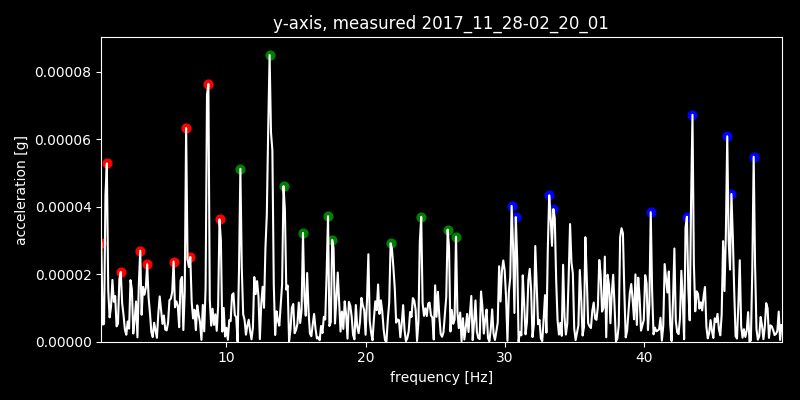 y-axis, measured 2017_11_28-02_20_01
0.00008
0.00006
0.00004
0.00002
0.00000
acceleration [g]
10 20 30 40
frequency [Hz]